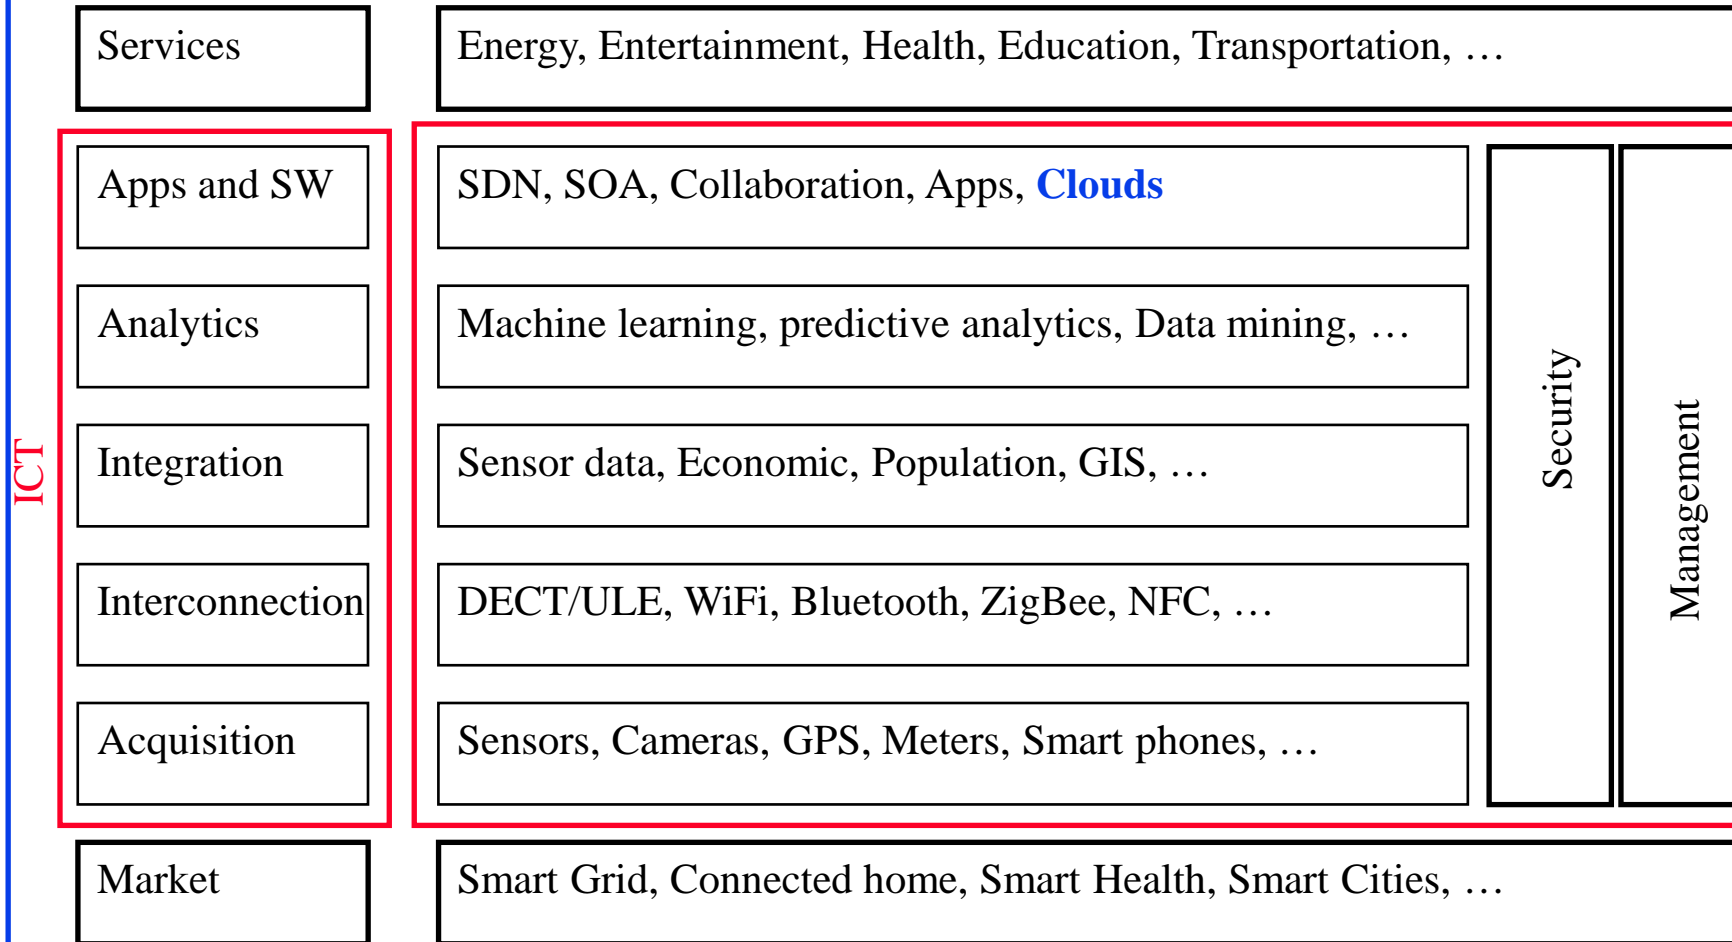 Services
Energy, Entertainment, Health, Education, Transportation, …
Apps and SW
SDN, SOA, Collaboration, Apps, Clouds
Analytics
Machine learning, predictive analytics, Data mining, …
Integration
Sensor data, Economic, Population, GIS, …
Interconnection
DECT/ULE, WiFi, Bluetooth, ZigBee, NFC, …
Acquisition
Sensors, Cameras, GPS, Meters, Smart phones, …
Market
Smart Grid, Connected home, Smart Health, Smart Cities, …
ICT
Security
Management